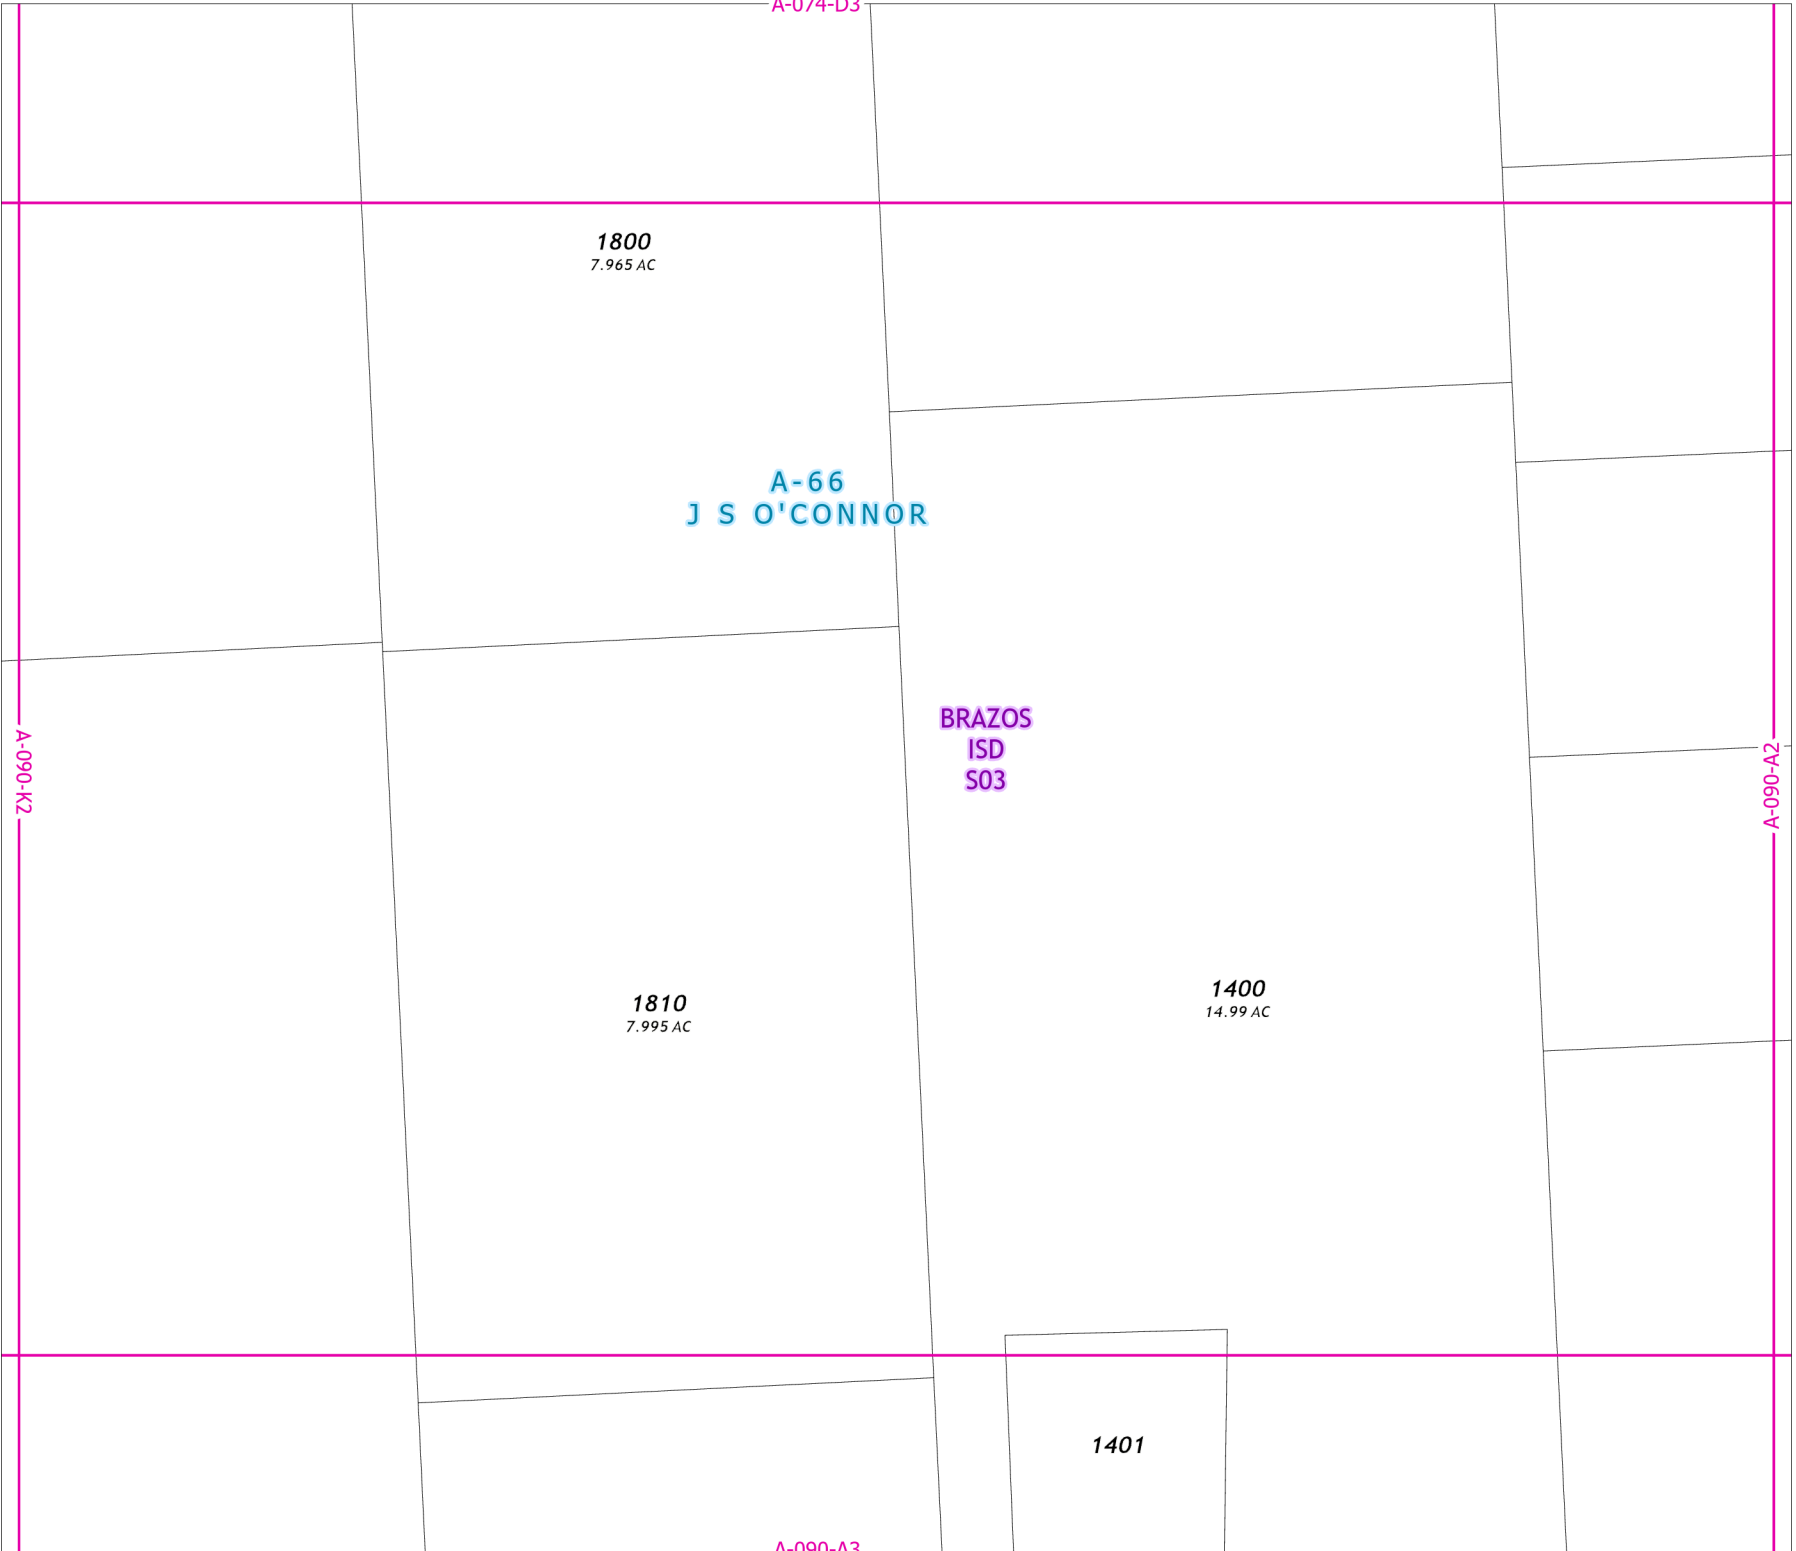 A-074-D3
1800
7.965 AC
A-66
J S O'CONNOR
BRAZOS
ISD
S03
A-090-K2
A-090-A2
1400
14.99 AC
1810
7.995 AC
1401
A-090-A3